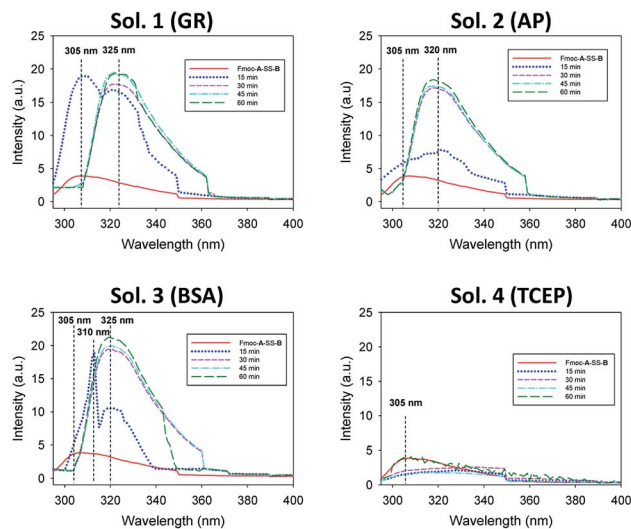 Sol. 1 (GR)
305 nm 325 nm
Fmoc-A-SS-B
15 min
30 min
45 min
60 min
25
20
15
10
5
0
Intensity (a.u.)
300 320 340 360 380 400
Wavelength (nm)
Sol. 2 (AP)
305 nm 320 nm
Fmoc-A-SS-B
15 min
30 min
45 min
60 min
25
20
15
10
5
0
Intensity (a.u.)
300 320 340 360 380 400
Wavelength (nm)
Sol. 3 (BSA)
305 nm 325 nm
310 nm
Fmoc-A-SS-B
15 min
30 min
45 min
60 min
25
20
15
10
5
0
Intensity (a.u.)
300 320 340 360 380 400
Wavelength (nm)
Sol. 4 (TCEP)
305 nm
Fmoc-A-SS-B
15 min
30 min
45 min
60 min
25
20
15
10
5
0
Intensity (a.u.)
300 320 340 360 380 400
Wavelength (nm)